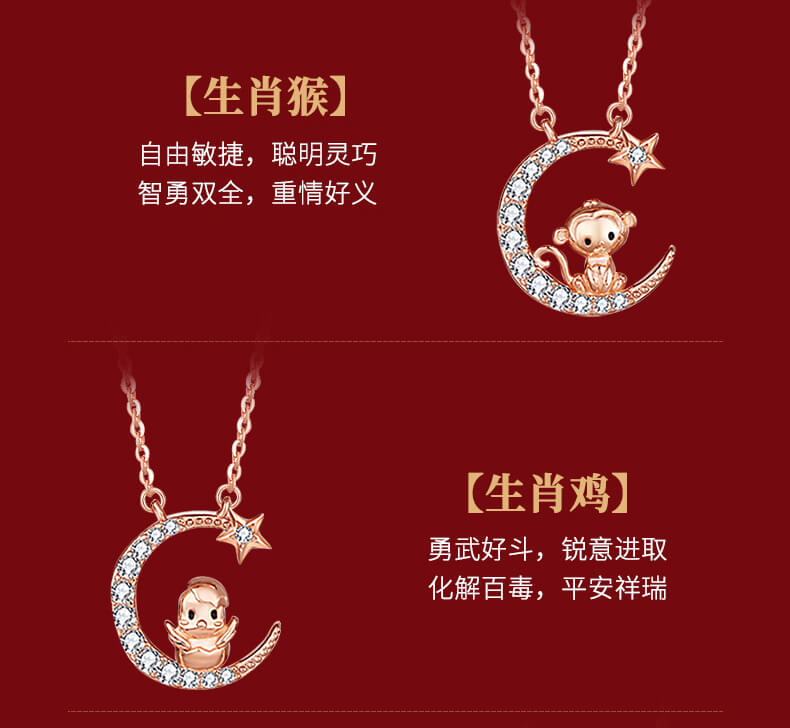 【生肖猴】
自由敏捷，聪明灵巧
智勇双全，重情好义
【生肖鸡】
勇武好斗，锐意进取
化解百毒，平安祥瑞